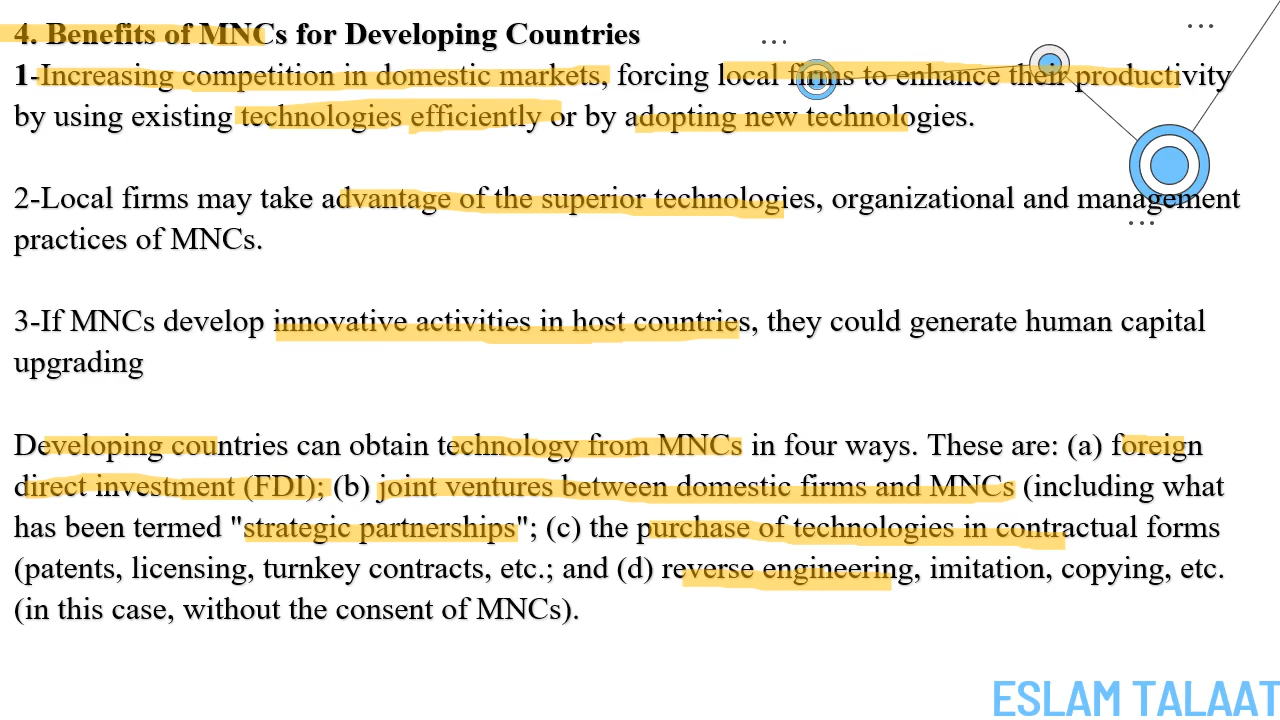 4. Benefits of MNCs for Developing Countries
1-Increasing competition in domestic markets, forcing local firms to enhance their productivity
by using existing technologies efficiently or by adopting new technologies.
2-Local firms may take advantage of the superior technologies, organizational and management
practices of MNCs.
3-If MNCs develop innovative activities in host countries, they could generate human capital
upgrading
Developing countries can obtain technology from MNCs in four ways. These are: (a) foreign
direct investment (FDI); (b) joint ventures between domestic firms and MNCs (including what
has been termed "strategic partnerships"; (c) the purchase of technologies in contractual forms
(patents, licensing, turnkey contracts, etc.; and (d) reverse engineering, imitation, copying, etc.
(in this case, without the consent of MNCs).
ESLAM TALAAT